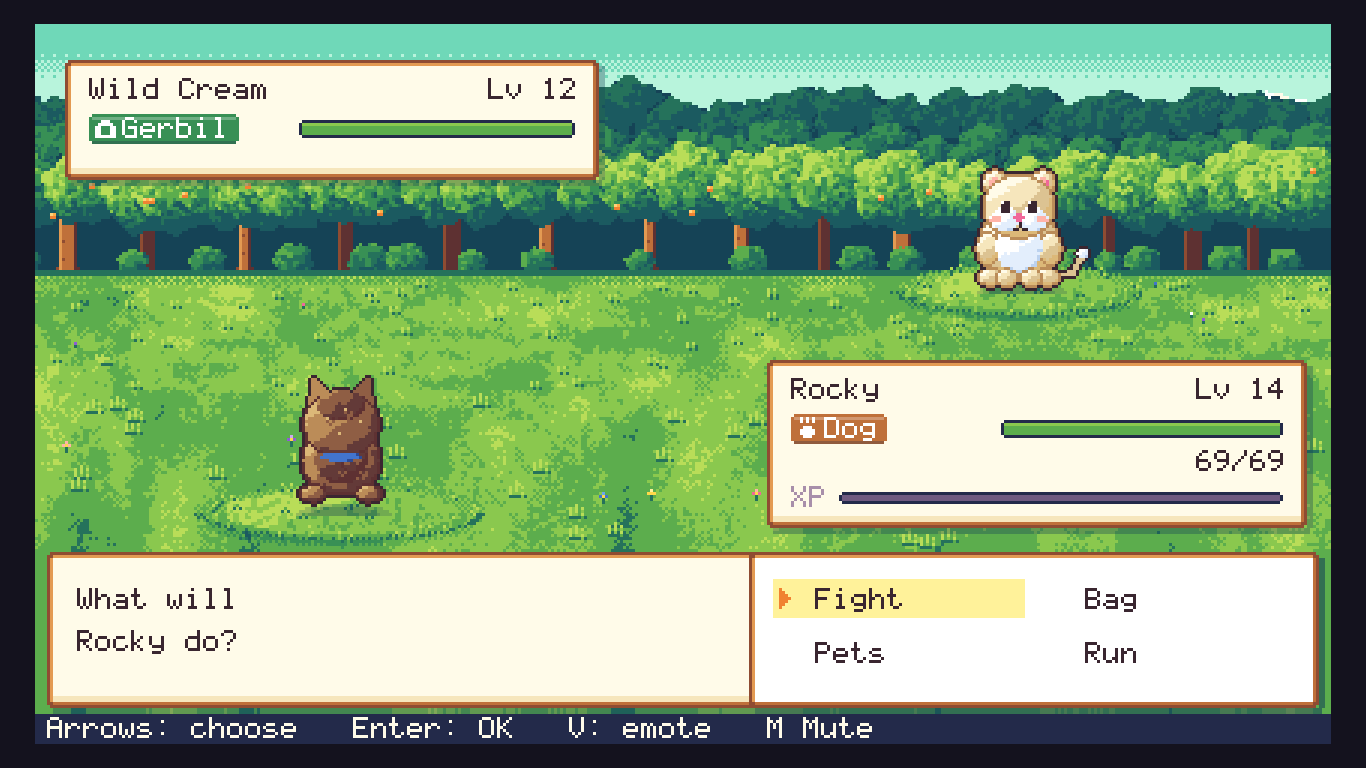 Wild Cream Lv 12
Gerbil
Rocky Lv 14
Dog
69/69
XP
What will
Rocky do?
Fight Bag
Pets Run
Arrows: choose Enter: OK V: emote M Mute